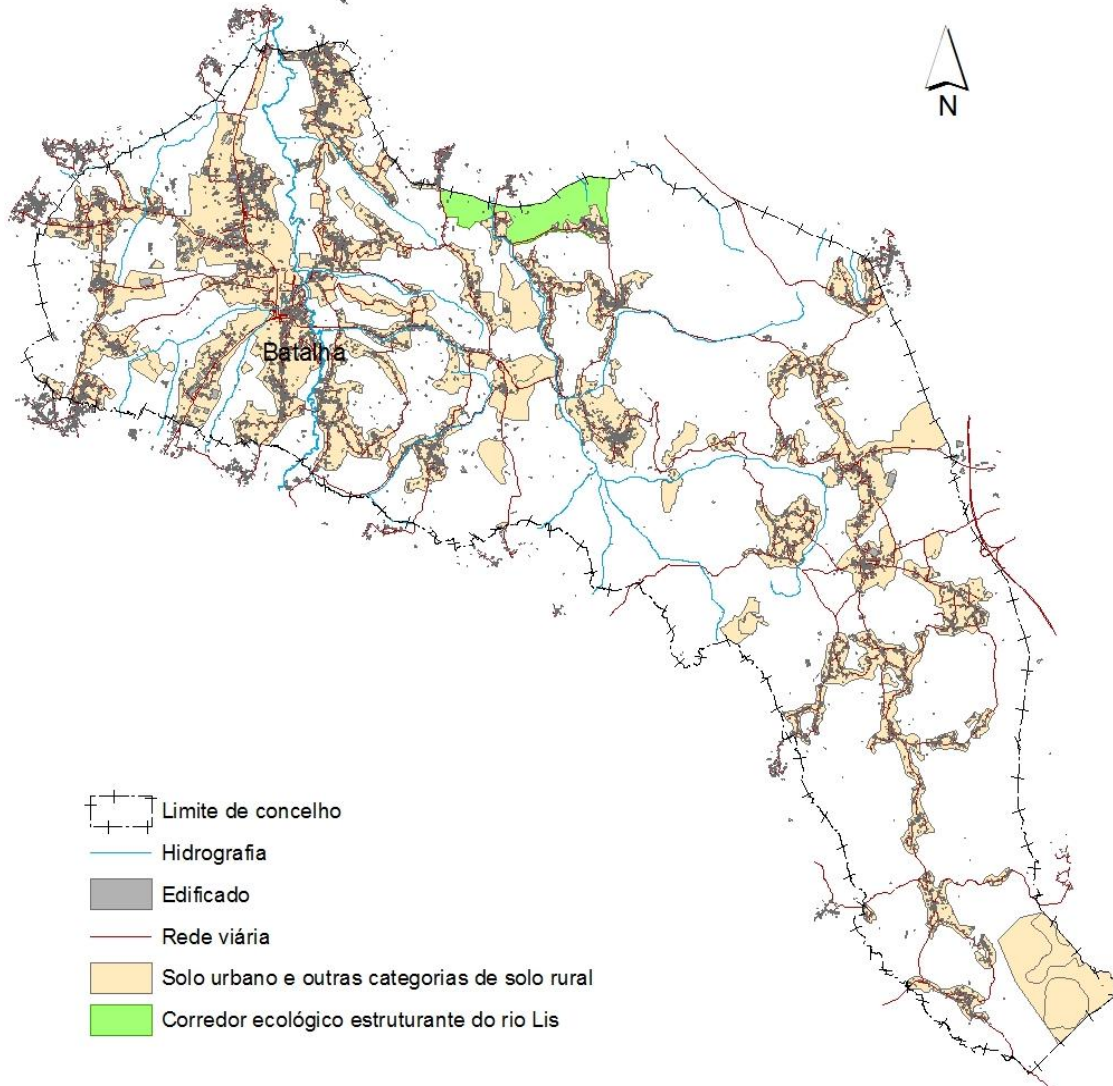 N
Batalha
Limite de concelho
Hidrografia
Edificado
Rede viária
Solo urbano e outras categorias de solo rural
Corredor ecológico estruturante do rio Lis